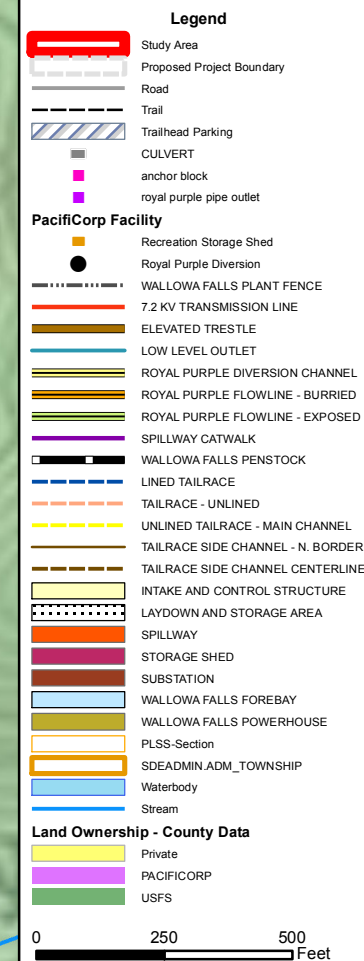 Legend
Study Area
Proposed Project Boundary
Road
Trail
Trailhead Parking
CULVERT
anchor block
royal purple pipe outlet
PacifiCorp Facility
Recreation Storage Shed
Royal Purple Diversion
WALLOWA FALLS PLANT FENCE
7.2 KV TRANSMISSION LINE
ELEVATED TRESTLE
LOW LEVEL OUTLET
ROYAL PURPLE DIVERSION CHANNEL
ROYAL PURPLE FLOWLINE - BURRIED
ROYAL PURPLE FLOWLINE - EXPOSED
SPILLWAY CATWALK
WALLOWA FALLS PENSTOCK
LINED TAILRACE
TAILRACE - UNLINED
UNLINED TAILRACE - MAIN CHANNEL
TAILRACE SIDE CHANNEL - N. BORDER
TAILRACE SIDE CHANNEL CENTERLINE
INTAKE AND CONTROL STRUCTURE
LAYDOWN AND STORAGE AREA
SPILLWAY
STORAGE SHED
SUBSTATION
WALLOWA FALLS FOREBAY
WALLOWA FALLS POWERHOUSE
PLSS-Section
SDEADMIN.ADM_TOWNSHIP
Waterbody
Stream
Land Ownership - County Data
Private
PACIFICORP
USFS
0 250 500
Feet